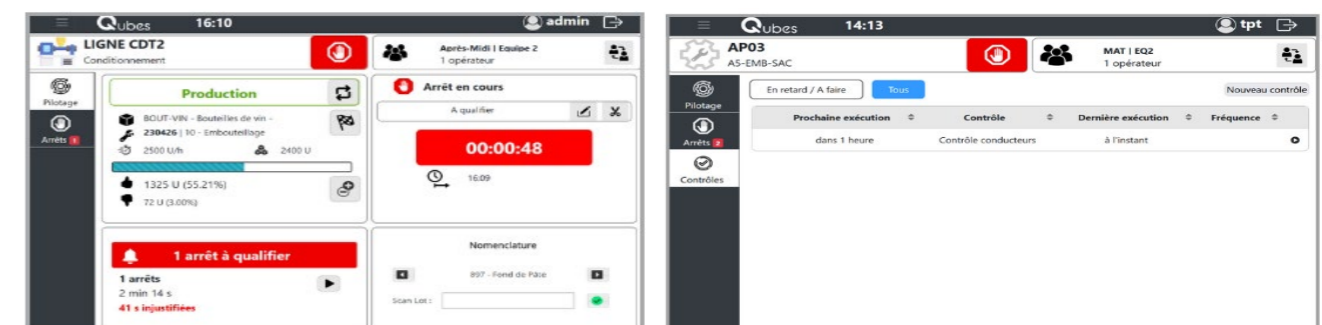 Qubes 16:10 admin
LIGNE CDT2
Conditionnement
Après-Midi | Equipe 2
1 opérateur
Pilotage
Arrêts 1
Production
BOUT-VIN - Bouteilles de vin -
230426 | 10 - Embouteillage
2500 U/h 2400 U
1325 U (55.21%)
72 U (3.00%)
Arrêt en cours
A qualifier
00:00:48
16:09
1 arrêt à qualifier
1 arrêts
2 min 14 s
41 s injustifiées
Nomenclature
897 - Fond de Pâte
Scan Lot :
Qubes 14:13 tpt
AP03
A5-EMB-SAC
MAT | EQ2
1 opérateur
Pilotage
Arrêts 2
Contrôles
En retard / A faire Tous Nouveau contrôle
Prochaine exécution Contrôle Dernière exécution Fréquence
dans 1 heure Contrôle conducteurs à l'instant